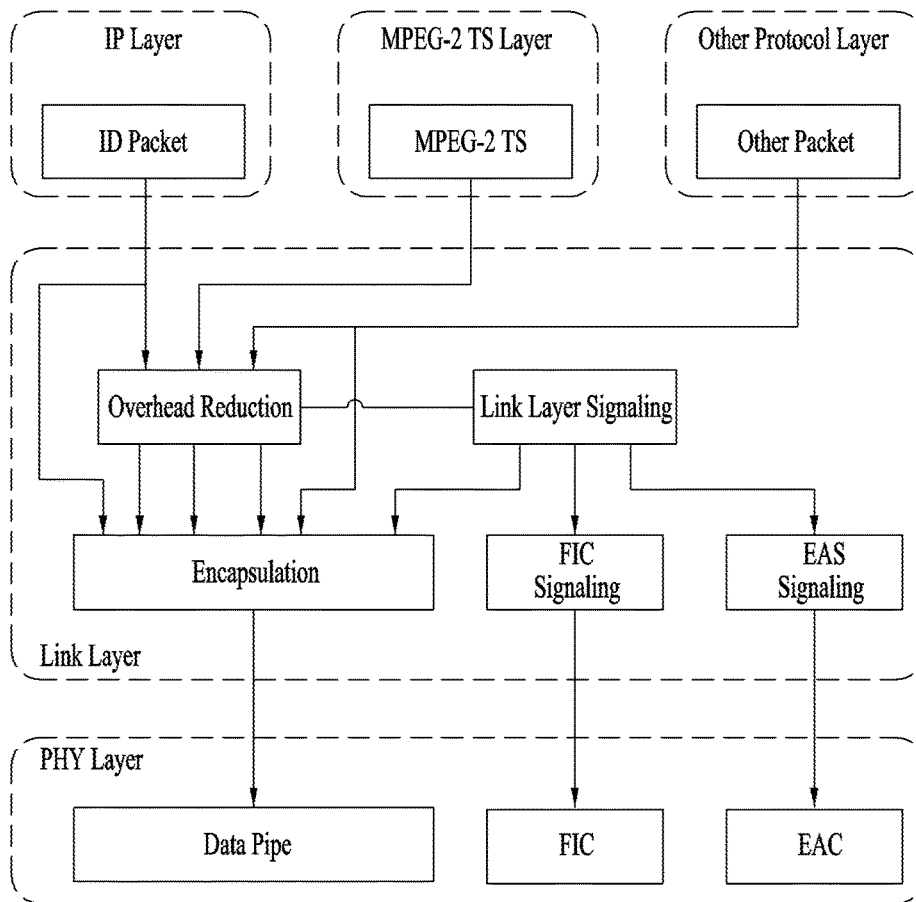 IP Layer
MPEG-2 TS Layer
Other Protocol Layer
ID Packet
MPEG-2 TS
Other Packet
Overhead Reduction
Link Layer Signaling
Encapsulation
FIC
Signaling
EAS
Signaling
Link Layer
PHY Layer
Data Pipe
FIC
EAC